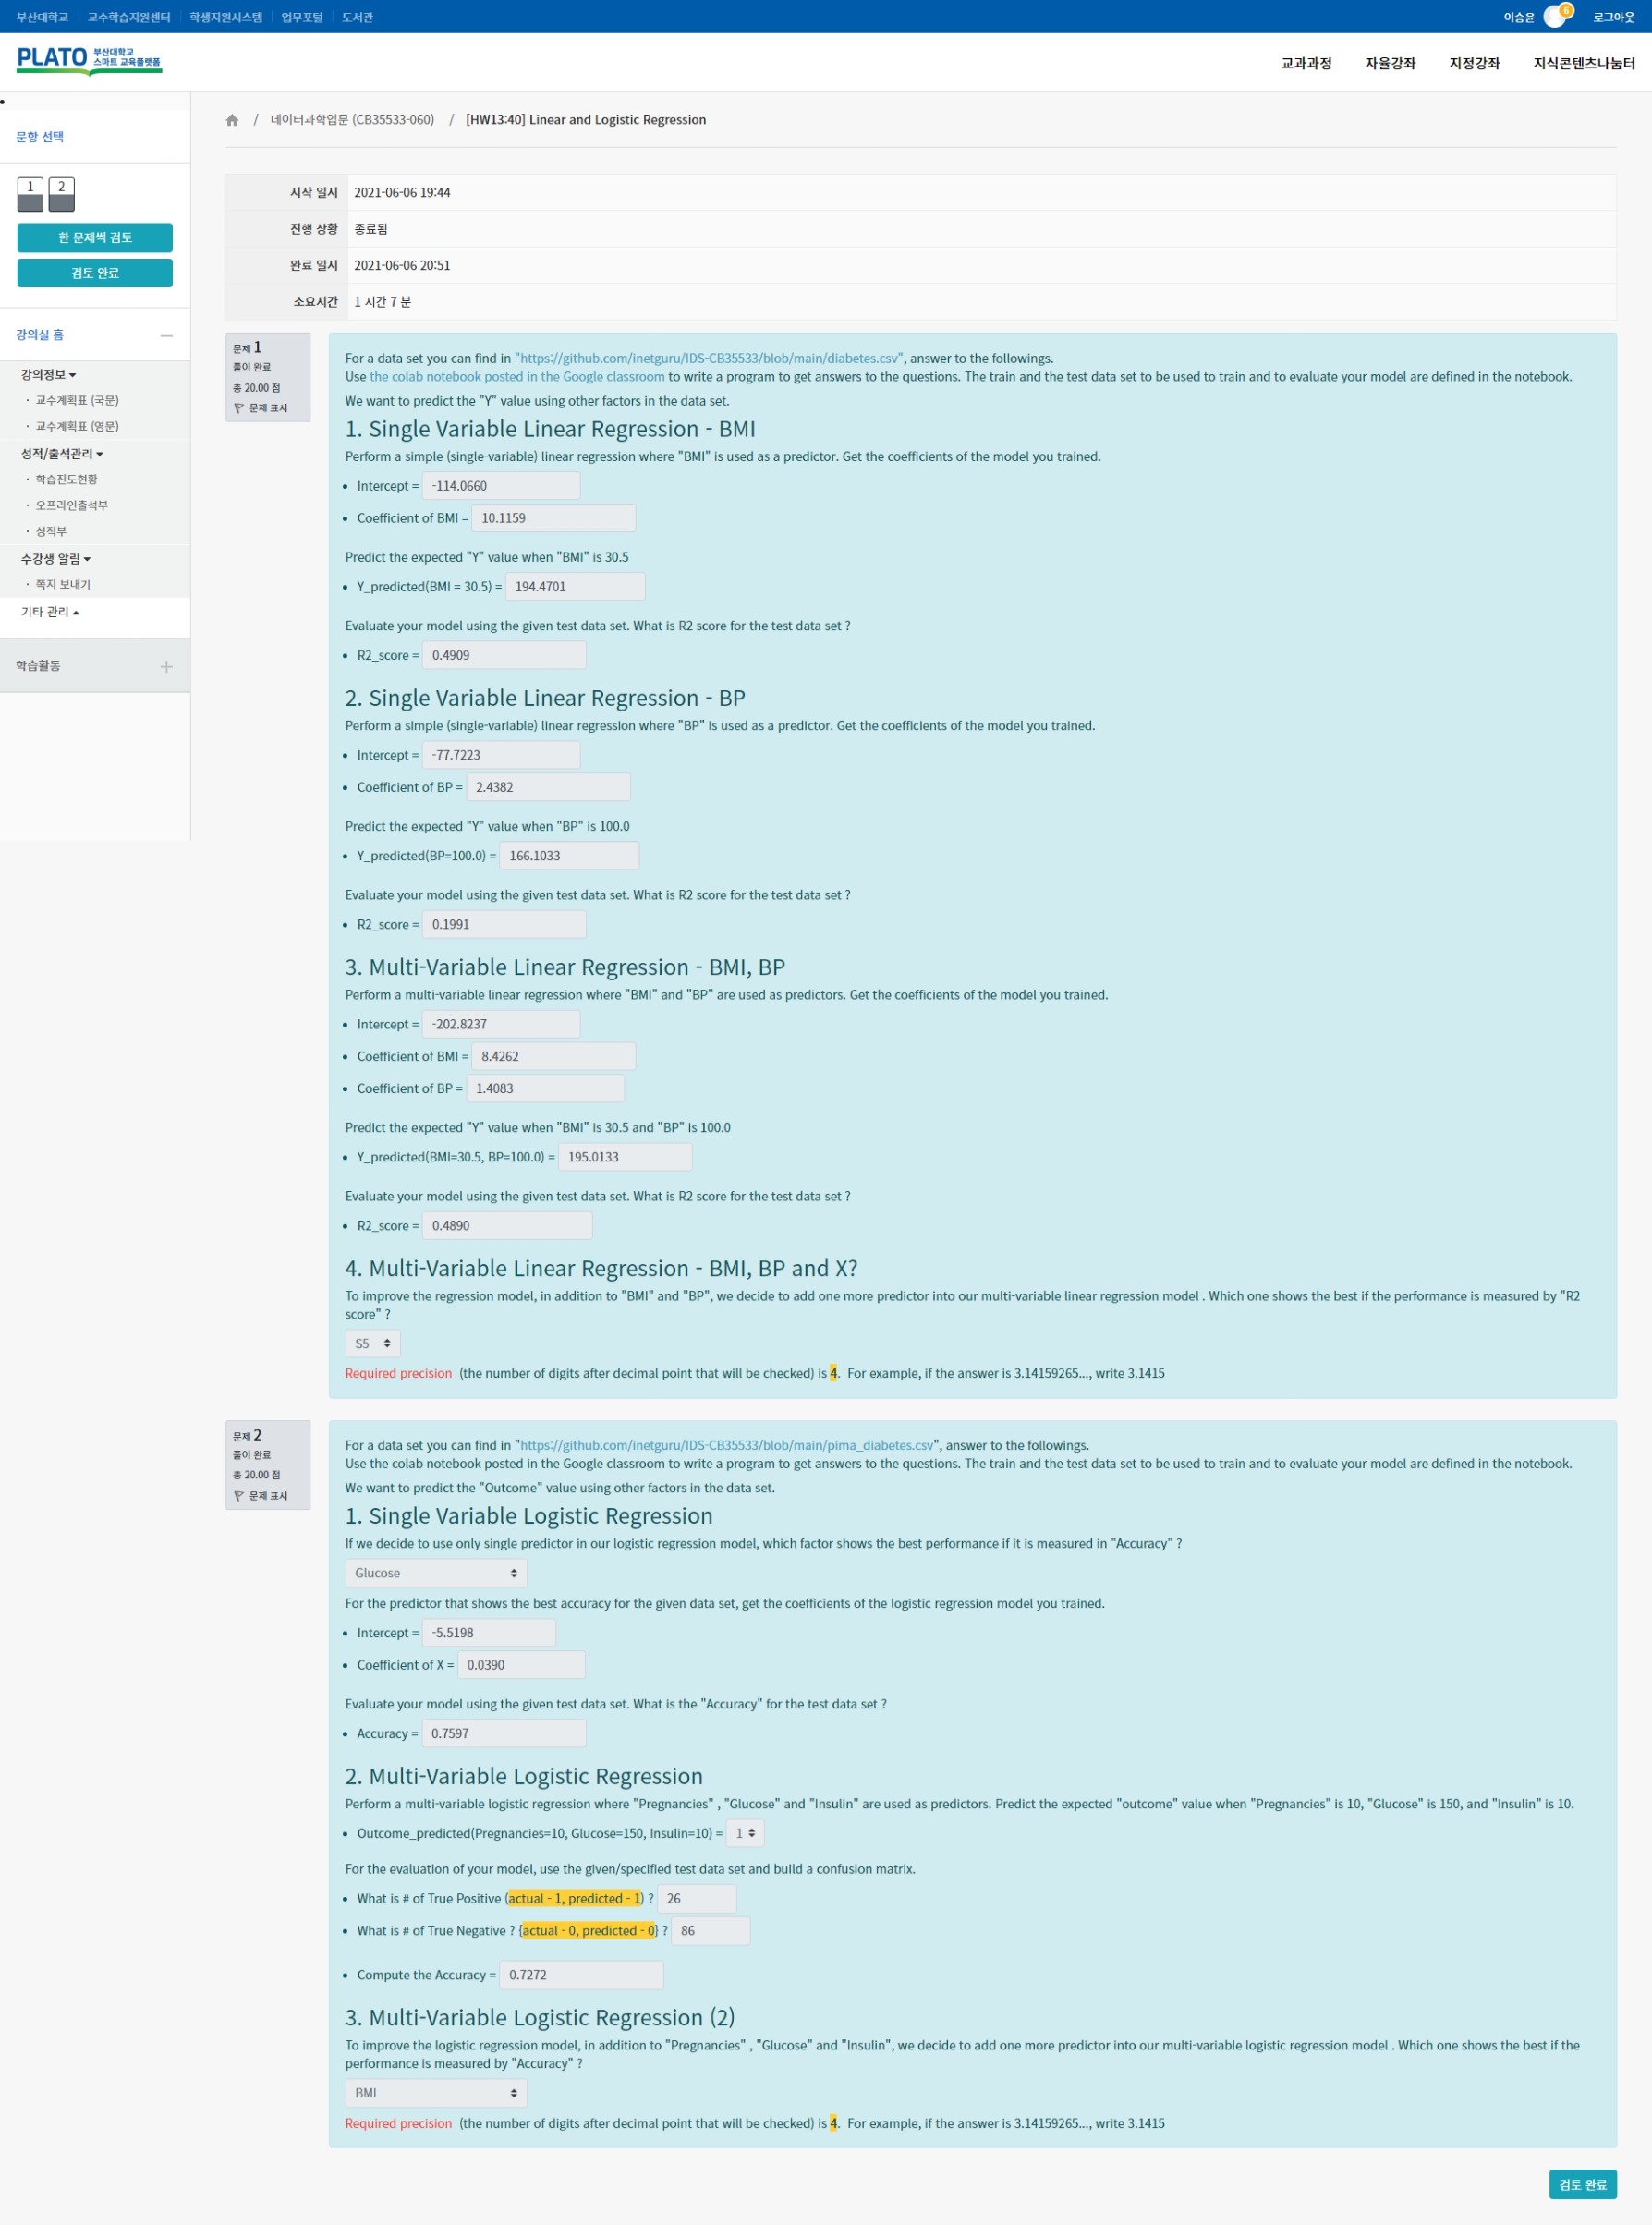 부산대학교 교수학습지원센터 학생지원시스템 업무포털 도서관
이승윤 6 로그아웃
PLATO 부산대학교
스마트 교육플랫폼
교과과정 자율강좌 지정강좌 지식콘텐츠나눔터
문항 선택
1 2
한 문제씩 검토
검토 완료
강의실 홈
강의정보
교수계획표 (국문)
교수계획표 (영문)
성적/출석관리
학습진도현황
오프라인출석부
성적부
수강생 알림
쪽지 보내기
기타 관리
학습활동
/ 데이터과학입문 (CB35533-060) / [HW13:40] Linear and Logistic Regression
시작 일시 2021-06-06 19:44
진행 상황 종료됨
완료 일시 2021-06-06 20:51
소요시간 1 시간 7 분
문제 1
풀이 완료
총 20.00 점
문제 표시
For a data set you can find in "https://github.com/inetguru/IDS-CB35533/blob/main/diabetes.csv", answer to the followings.
Use the colab notebook posted in the Google classroom to write a program to get answers to the questions. The train and the test data set to be used to train and to evaluate your model are defined in the notebook.
We want to predict the "Y" value using other factors in the data set.
1. Single Variable Linear Regression - BMI
Perform a simple (single-variable) linear regression where "BMI" is used as a predictor. Get the coefficients of the model you trained.
• Intercept = -114.0660
• Coefficient of BMI = 10.1159
Predict the expected "Y" value when "BMI" is 30.5
• Y_predicted(BMI = 30.5) = 194.4701
Evaluate your model using the given test data set. What is R2 score for the test data set ?
• R2_score = 0.4909
2. Single Variable Linear Regression - BP
Perform a simple (single-variable) linear regression where "BP" is used as a predictor. Get the coefficients of the model you trained.
• Intercept = -77.7223
• Coefficient of BP = 2.4382
Predict the expected "Y" value when "BP" is 100.0
• Y_predicted(BP=100.0) = 166.1033
Evaluate your model using the given test data set. What is R2 score for the test data set ?
• R2_score = 0.1991
3. Multi-Variable Linear Regression - BMI, BP
Perform a multi-variable linear regression where "BMI" and "BP" are used as predictors. Get the coefficients of the model you trained.
• Intercept = -202.8237
• Coefficient of BMI = 8.4262
• Coefficient of BP = 1.4083
Predict the expected "Y" value when "BMI" is 30.5 and "BP" is 100.0
• Y_predicted(BMI=30.5, BP=100.0) = 195.0133
Evaluate your model using the given test data set. What is R2 score for the test data set ?
• R2_score = 0.4890
4. Multi-Variable Linear Regression - BMI, BP and X?
To improve the regression model, in addition to "BMI" and "BP", we decide to add one more predictor into our multi-variable linear regression model . Which one shows the best if the performance is measured by "R2
score" ?
S5
Required precision (the number of digits after decimal point that will be checked) is 4. For example, if the answer is 3.14159265..., write 3.1415
문제 2
풀이 완료
총 20.00 점
문제 표시
For a data set you can find in "https://github.com/inetguru/IDS-CB35533/blob/main/pima_diabetes.csv", answer to the followings.
Use the colab notebook posted in the Google classroom to write a program to get answers to the questions. The train and the test data set to be used to train and to evaluate your model are defined in the notebook.
We want to predict the "Outcome" value using other factors in the data set.
1. Single Variable Logistic Regression
If we decide to use only single predictor in our logistic regression model, which factor shows the best performance if it is measured in "Accuracy" ?
Glucose
For the predictor that shows the best accuracy for the given data set, get the coefficients of the logistic regression model you trained.
• Intercept = -5.5198
• Coefficient of X = 0.0390
Evaluate your model using the given test data set. What is the "Accuracy" for the test data set ?
• Accuracy = 0.7597
2. Multi-Variable Logistic Regression
Perform a multi-variable logistic regression where "Pregnancies" , "Glucose" and "Insulin" are used as predictors. Predict the expected "outcome" value when "Pregnancies" is 10, "Glucose" is 150, and "Insulin" is 10.
• Outcome_predicted(Pregnancies=10, Glucose=150, Insulin=10) = 1
For the evaluation of your model, use the given/specified test data set and build a confusion matrix.
• What is # of True Positive (actual - 1, predicted - 1) ? 26
• What is # of True Negative ? {actual - 0, predicted - 0} ? 86
• Compute the Accuracy = 0.7272
3. Multi-Variable Logistic Regression (2)
To improve the logistic regression model, in addition to "Pregnancies" , "Glucose" and "Insulin", we decide to add one more predictor into our multi-variable logistic regression model . Which one shows the best if the
performance is measured by "Accuracy" ?
BMI
Required precision (the number of digits after decimal point that will be checked) is 4. For example, if the answer is 3.14159265..., write 3.1415
검토 완료